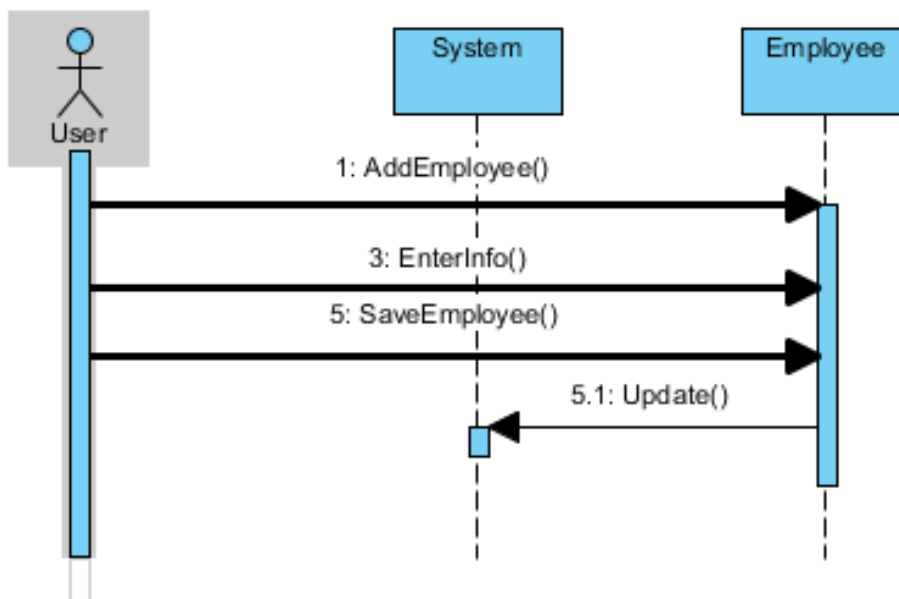 System
Employee
User
1: AddEmployee()
3: EnterInfo()
5: SaveEmployee()
5.1: Update()